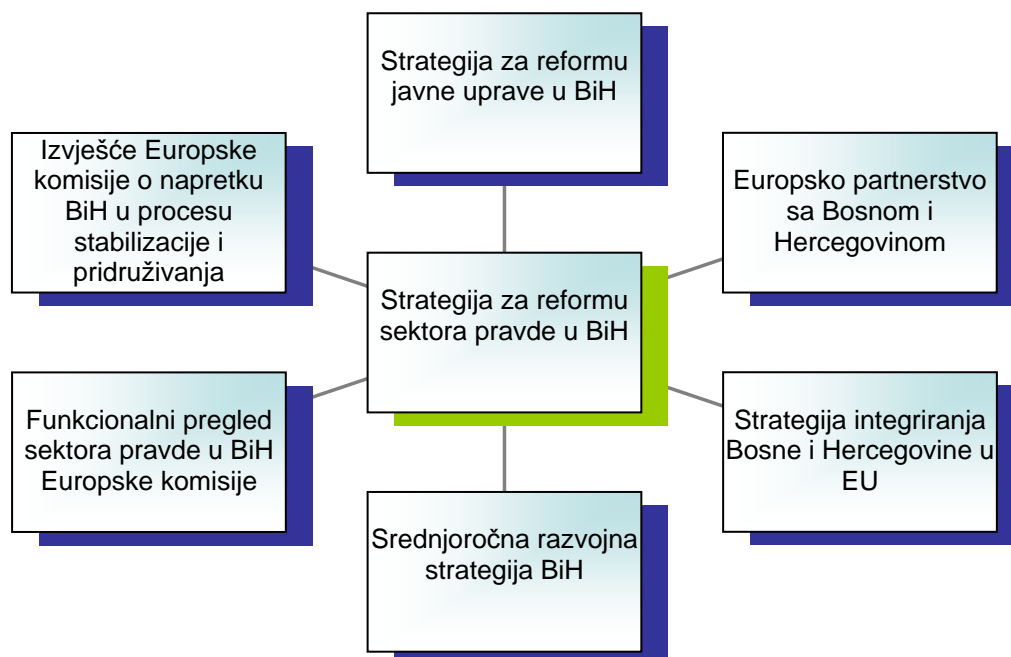 Strategija za reformu
javne uprave u BiH
Izvješće Europske
komisije o napretku
BiH u procesu
stabilizacije i
pridruživanja
Europsko partnerstvo
sa Bosnom i
Hercegovinom
Strategija za reformu
sektora pravde u BiH
Funkcionalni pregled
sektora pravde u BiH
Europske komisije
Strategija integriranja
Bosne i Hercegovine u
EU
Srednjoročna razvojna
strategija BiH